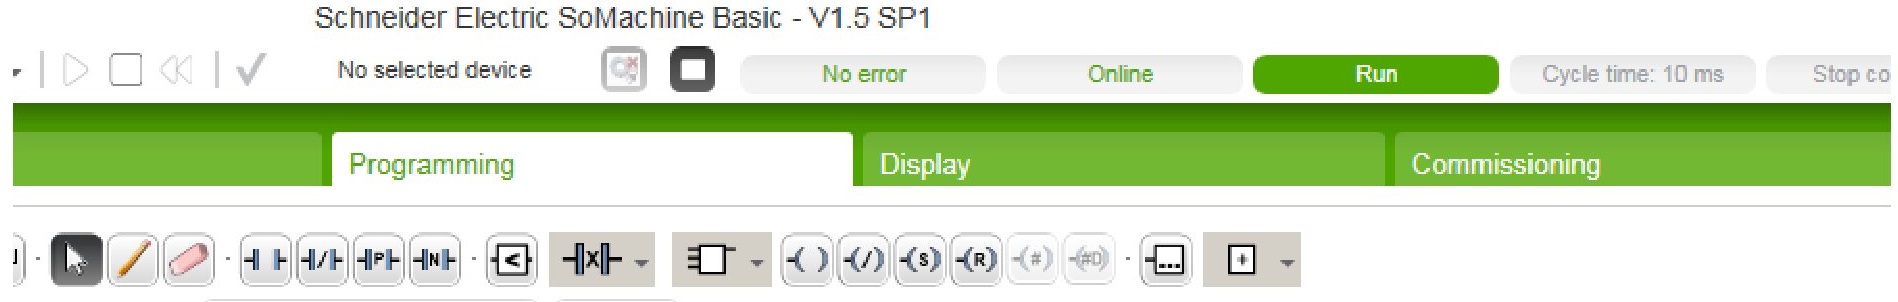 Schneider Electric SoMachine Basic - V1.5 SP1
No selected device No error Online Run Cycle time: 10 ms Stop co
Programming Display Commissioning
/ P N < X ( ) (/) (S) (R) (#) (#D) ... +